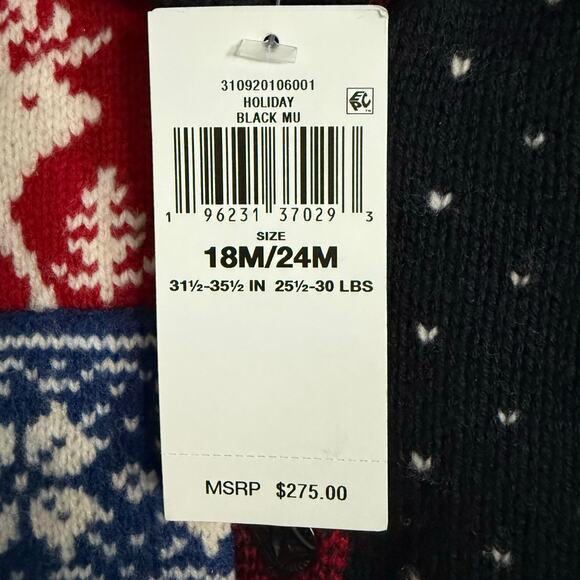 310920106001
HOLIDAY
BLACK MU
1 96231 37029 3
SIZE
18M/24M
31½-35½ IN 25½-30 LBS
MSRP $275.00